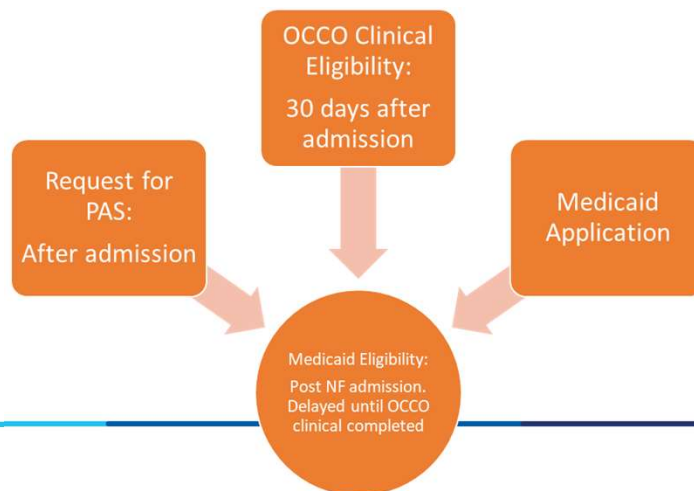 OCCO Clinical
Eligibility:
30 days after
admission
Request for
PAS:
After admission
Medicaid
Application
Medicaid Eligibility:
Post NF admission.
Delayed until OCCO
clinical completed